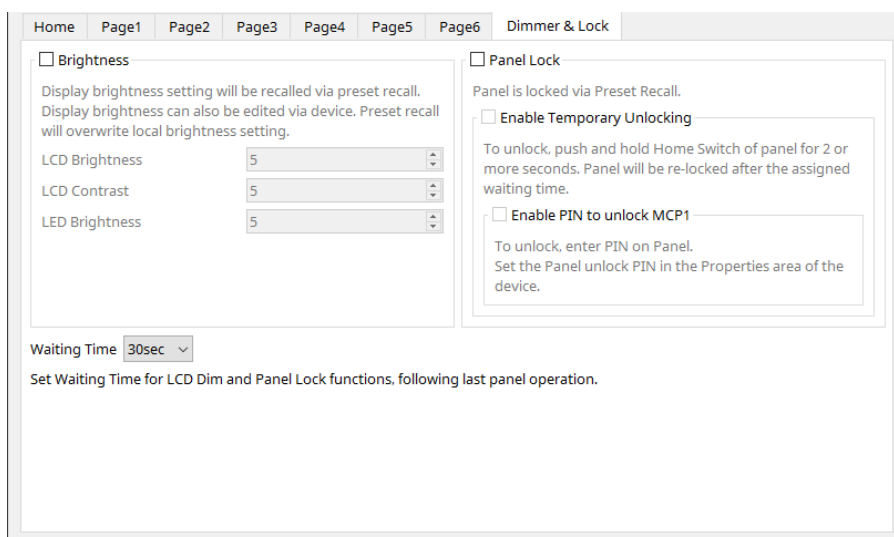 Home Page1 Page2 Page3 Page4 Page5 Page6 Dimmer & Lock
Brightness
Display brightness setting will be recalled via preset recall.
Display brightness can also be edited via device. Preset recall
will overwrite local brightness setting.
LCD Brightness 5
LCD Contrast 5
LED Brightness 5
Panel Lock
Panel is locked via Preset Recall.
Enable Temporary Unlocking
To unlock, push and hold Home Switch of panel for 2 or
more seconds. Panel will be re-locked after the assigned
waiting time.
Enable PIN to unlock MCP1
To unlock, enter PIN on Panel.
Set the Panel unlock PIN in the Properties area of the
device.
Waiting Time 30sec
Set Waiting Time for LCD Dim and Panel Lock functions, following last panel operation.